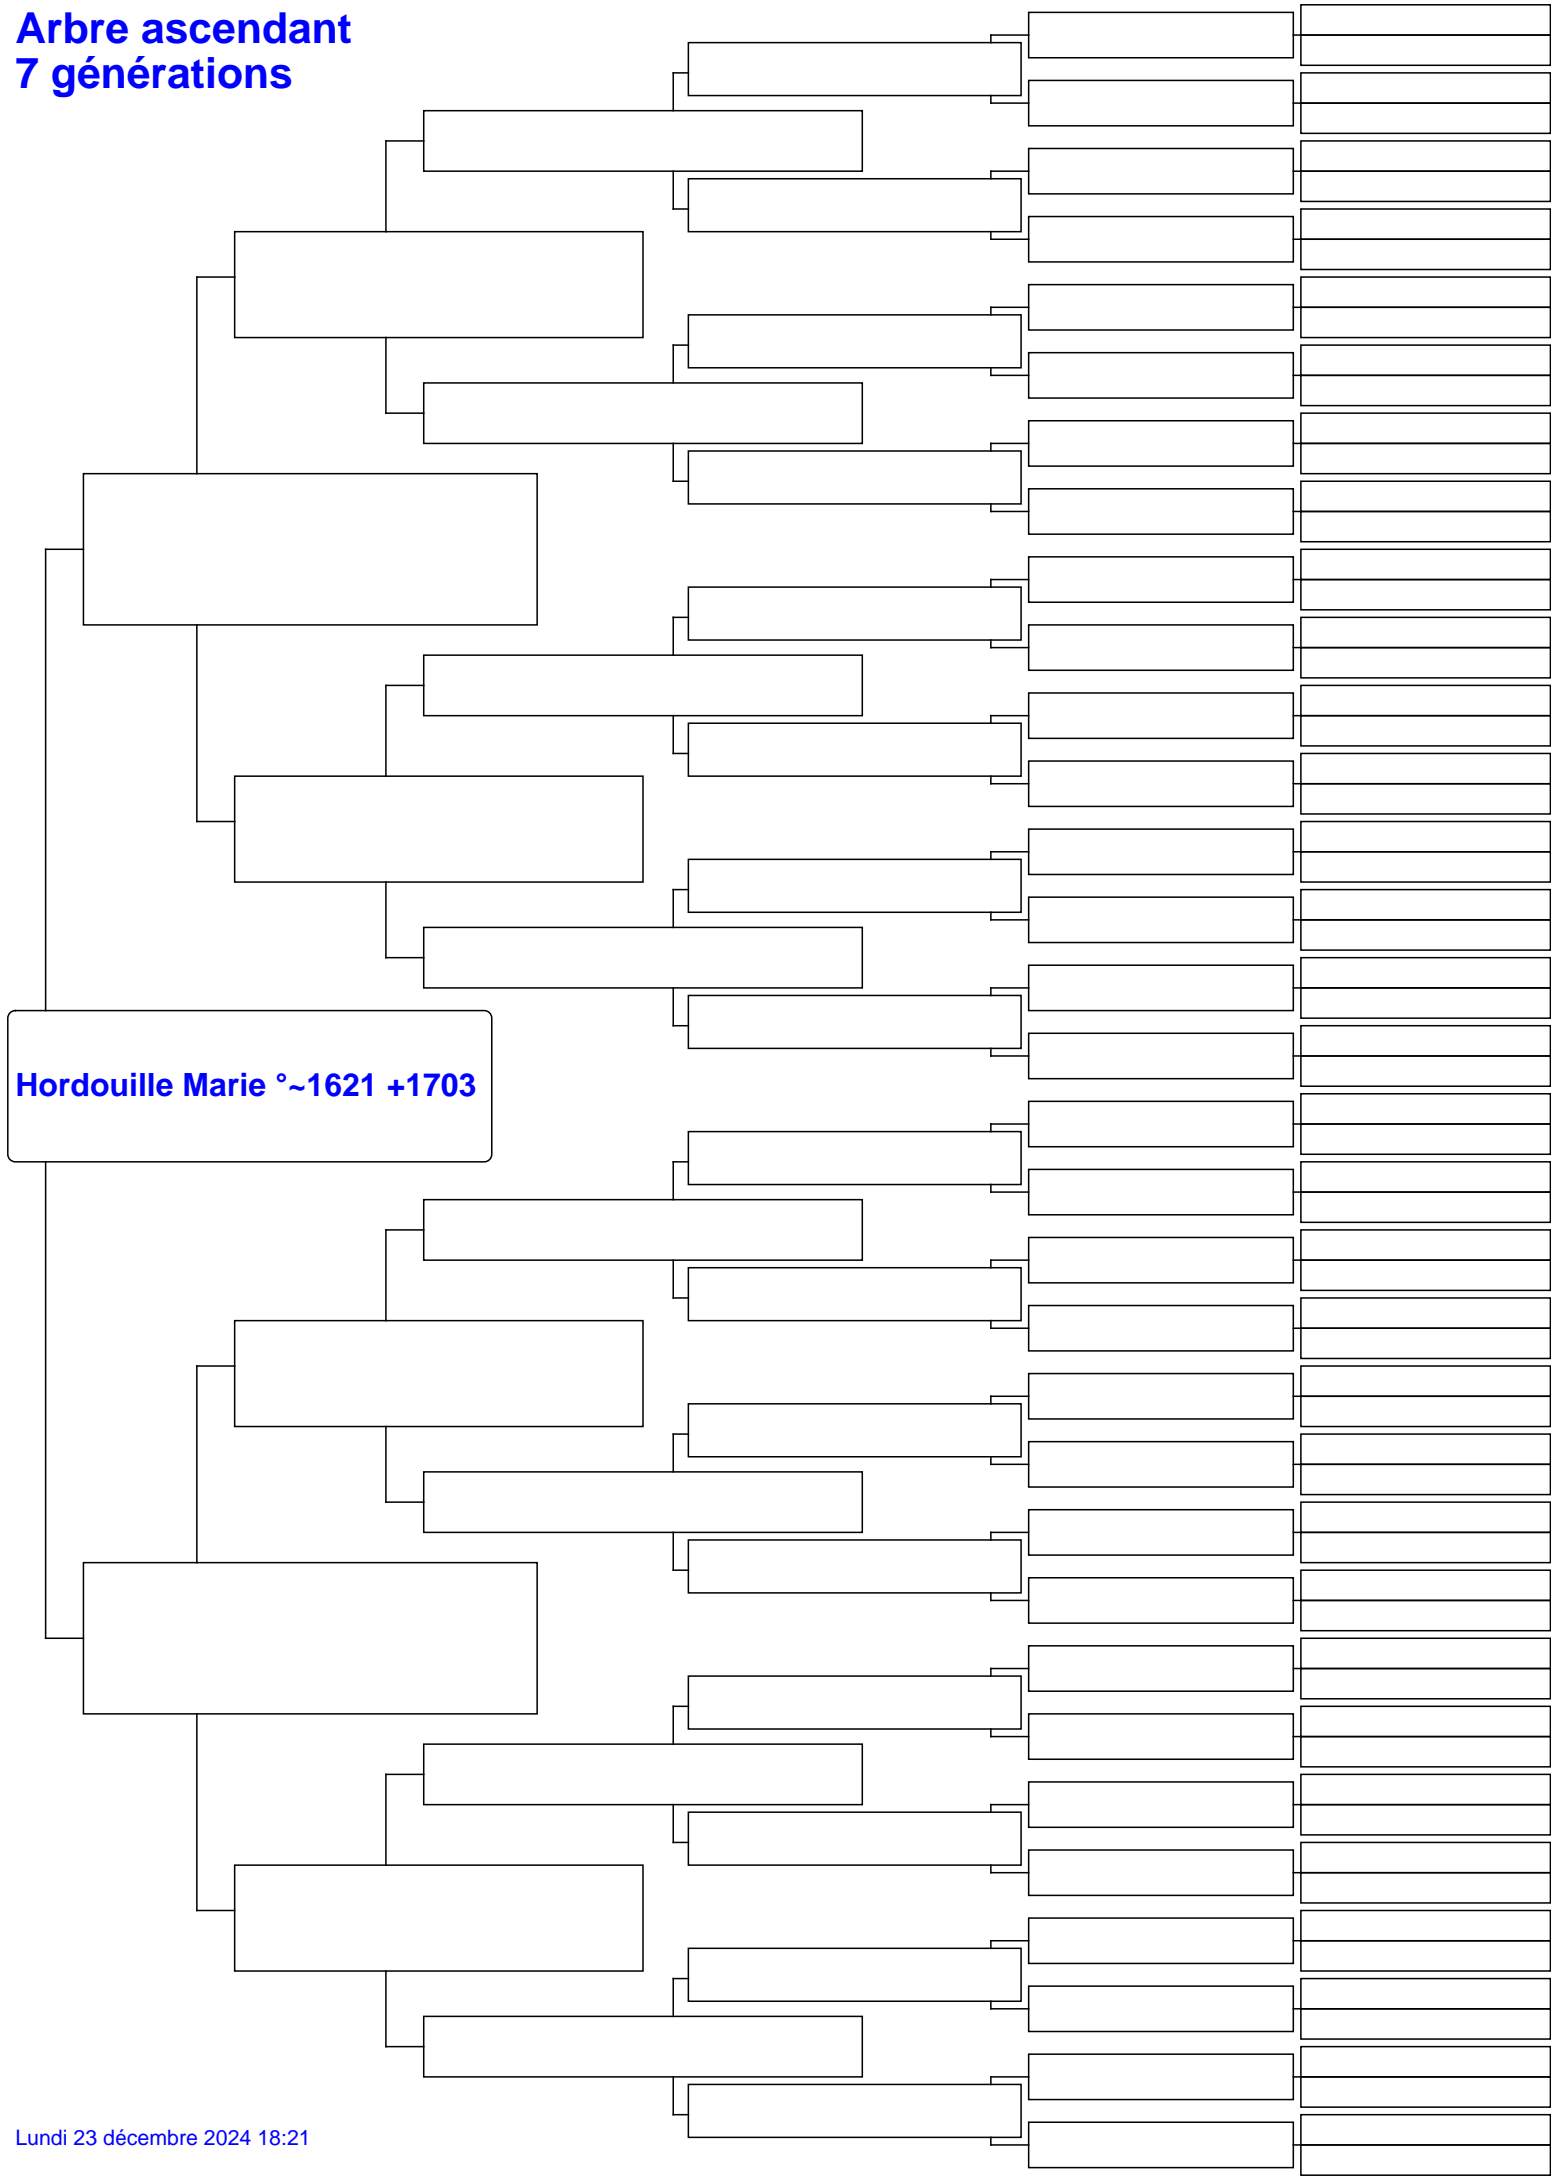 Arbre ascendant
7 générations
Hordouille Marie °~1621 +1703
Lundi 23 décembre 2024 18:21